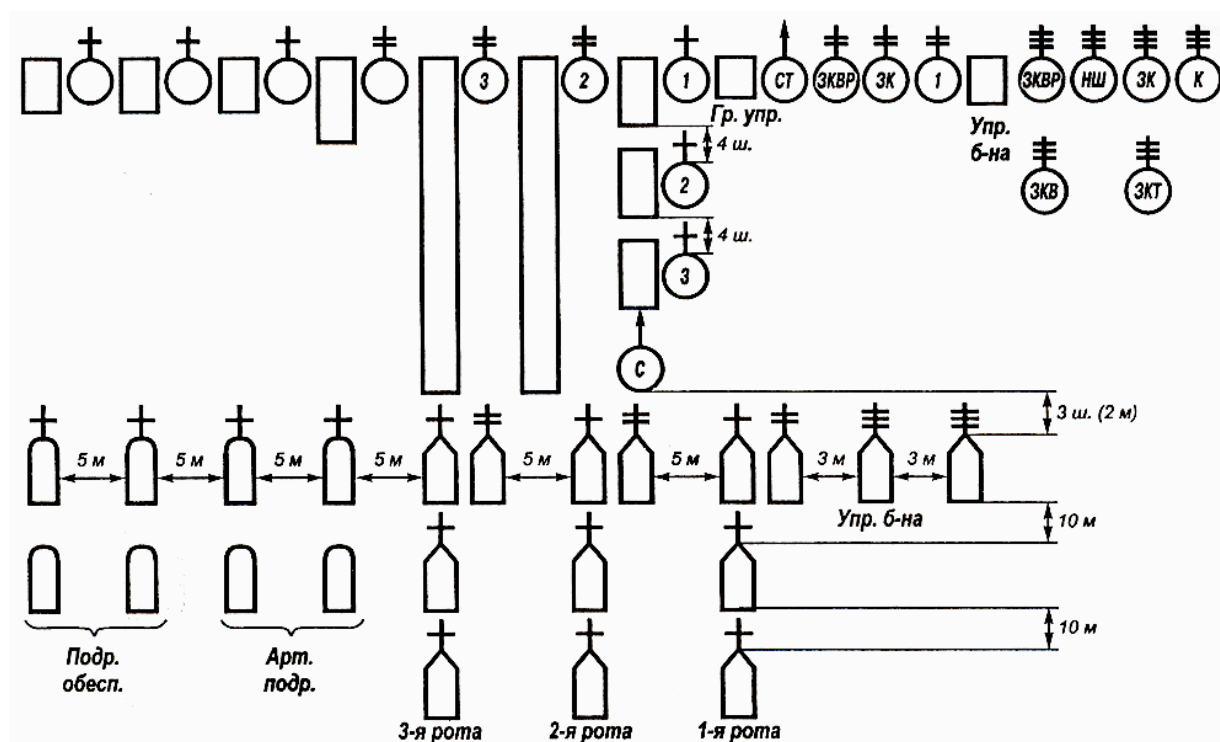 3
2
1
СТ
ЗКВР
ЗК
1
ЗКВР
НШ
ЗК
К
Гр. упр.
Упр.
б-на
4 ш.
2
ЗКВ
ЗКТ
4 ш.
3
С
3 ш. (2 м)
5 м
5 м
5 м
5 м
5 м
5 м
3 м
3 м
Упр. б-на
10 м
10 м
Подр.
обесп.
Арт.
подр.
3-я рота
2-я рота
1-я рота